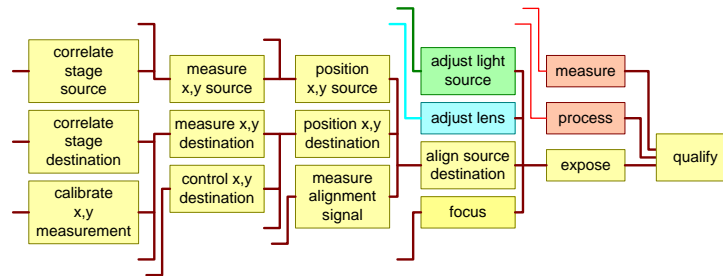 correlate
stage
source
measure
x,y source
position
x,y source
adjust light
source
measure
correlate
stage
destination
measure x,y
destination
position x,y
destination
adjust lens
process
calibrate
x,y
measurement
control x,y
destination
measure
alignment
signal
align source
destination
expose
qualify
focus